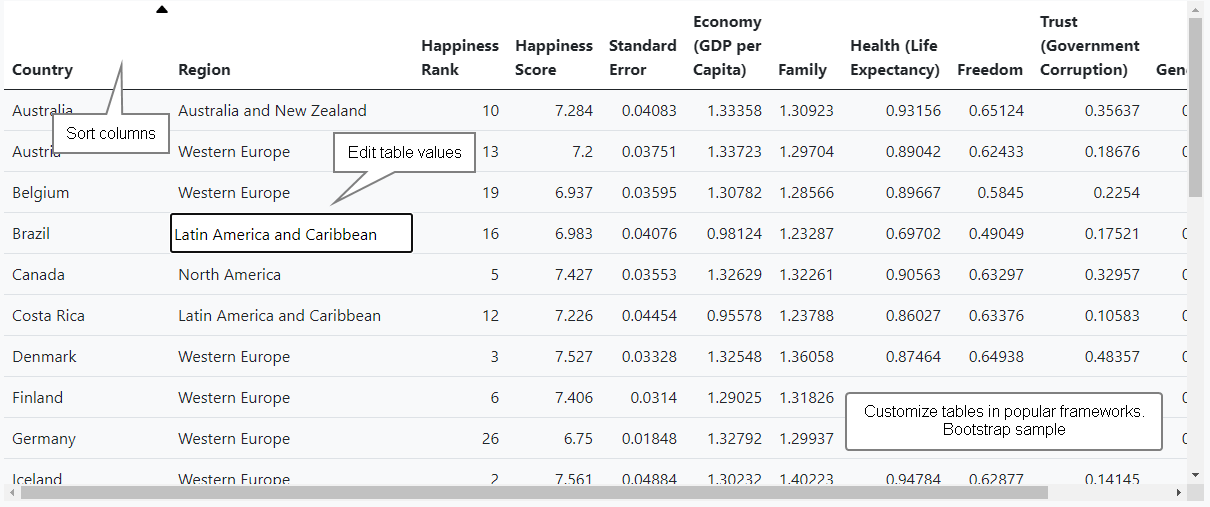 Country Region Happiness Rank Happiness Score Standard Error Economy (GDP per Capita) Family Health (Life Expectancy) Freedom Trust (Government Corruption) Gen
Australia Australia and New Zealand 10 7.284 0.04083 1.33358 1.30923 0.93156 0.65124 0.35637
Sort columns
Austria Western Europe 13 7.2 0.03751 1.33723 1.29704 0.89042 0.62433 0.18676
Edit table values
Belgium Western Europe 19 6.937 0.03595 1.30782 1.28566 0.89667 0.5845 0.2254
Brazil Latin America and Caribbean 16 6.983 0.04076 0.98124 1.23287 0.69702 0.49049 0.17521
Canada North America 5 7.427 0.03553 1.32629 1.32261 0.90563 0.63297 0.32957
Costa Rica Latin America and Caribbean 12 7.226 0.04454 0.95578 1.23788 0.86027 0.63376 0.10583
Denmark Western Europe 3 7.527 0.03328 1.32548 1.36058 0.87464 0.64938 0.48357
Finland Western Europe 6 7.406 0.0314 1.29025 1.31826
Customize tables in popular frameworks.
Bootstrap sample
Germany Western Europe 26 6.75 0.01848 1.32792 1.29937
Iceland Western Europe 2 7.561 0.04884 1.30232 1.40223 0.94784 0.62877 0.14145